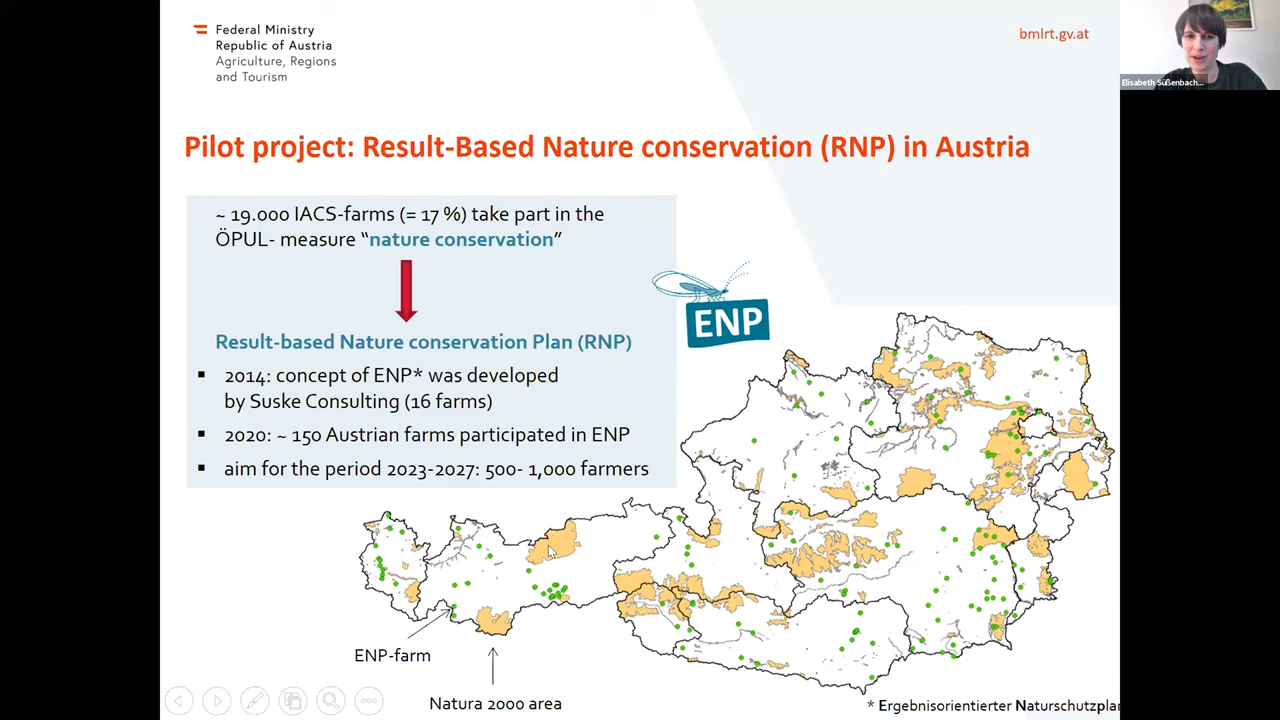 Federal Ministry
Republic of Austria
Agriculture, Regions
and Tourism
bmlrt.gv.at
Elisabeth Süßenbach...
Pilot project: Result-Based Nature conservation (RNP) in Austria
~ 19.000 IACS-farms (= 17 %) take part in the
ÖPUL- measure “nature conservation”
ENP
Result-based Nature conservation Plan (RNP)
▪ 2014: concept of ENP* was developed
by Suske Consulting (16 farms)
▪ 2020: ~ 150 Austrian farms participated in ENP
▪ aim for the period 2023-2027: 500- 1,000 farmers
ENP-farm
Natura 2000 area
* Ergebnisorientierter Naturschutzplan